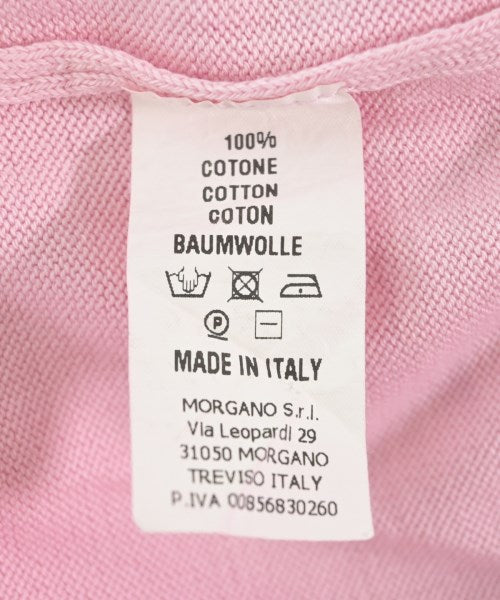 100%
COTONE
COTTON
COTON
BAUMWOLLE
P
MADE IN ITALY
MORGANO S.r.l.
Via Leopardi 29
31050 MORGANO
TREVISO ITALY
P.IVA 00856830260